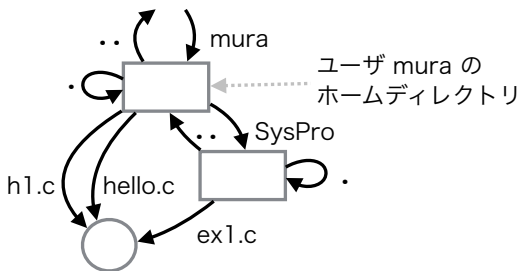 ..
mura
.
ユーザ mura の
ホームディレクトリ
..
SysPro
h1.c
hello.c
.
ex1.c